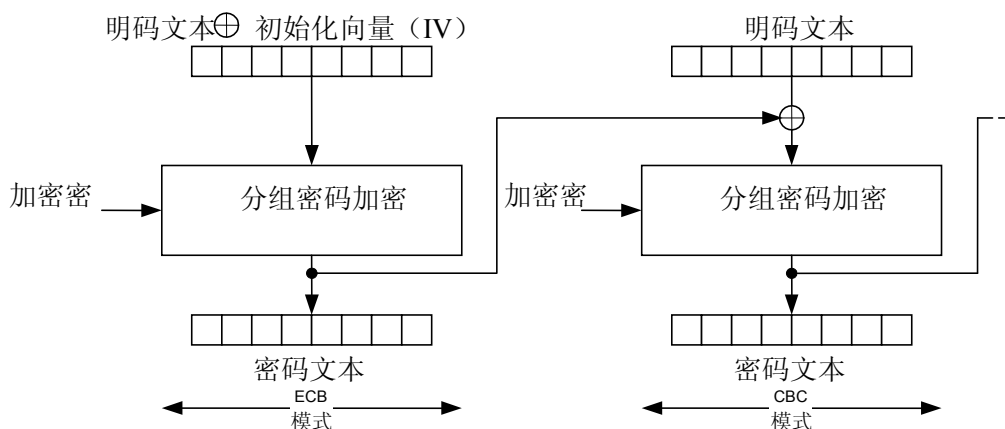 明码文本⊕ 初始化向量（IV）
明码文本
加密密
分组密码加密
加密密
分组密码加密
密码文本
密码文本
ECB
模式
CBC
模式